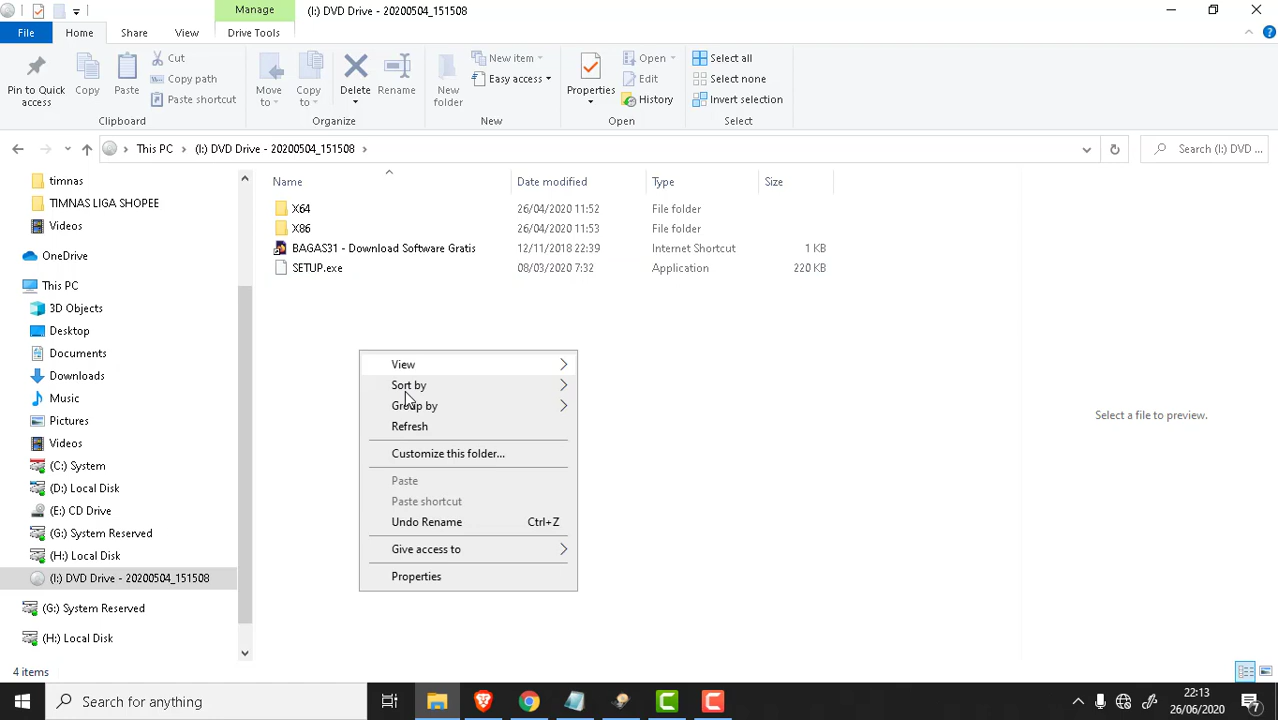 Manage
(I:) DVD Drive - 20200504_151508
File
Home
Share
View
Drive Tools
Pin to Quick access
Copy
Paste
Cut
Copy path
Paste shortcut
Clipboard
Move to
Copy to
Delete
Rename
Organize
New folder
New item
Easy access
New
Properties
Open
Edit
History
Open
Select all
Select none
Invert selection
Select
This PC > (I:) DVD Drive - 20200504_151508 >
Search (I:) DVD ...
timnas
TIMNAS LIGA SHOPEE
Videos
OneDrive
This PC
3D Objects
Desktop
Documents
Downloads
Music
Pictures
Videos
(C:) System
(D:) Local Disk
(E:) CD Drive
(G:) System Reserved
(H:) Local Disk
(I:) DVD Drive - 20200504_151508
(G:) System Reserved
(H:) Local Disk
Name Date modified Type Size
X64 26/04/2020 11:52 File folder
X86 26/04/2020 11:53 File folder
BAGAS31 - Download Software Gratis 12/11/2018 22:39 Internet Shortcut 1 KB
SETUP.exe 08/03/2020 7:32 Application 220 KB
View
Sort by
Group by
Refresh
Customize this folder...
Paste
Paste shortcut
Undo Rename Ctrl+Z
Give access to
Properties
Select a file to preview.
4 items
Search for anything
22:13
26/06/2020
7